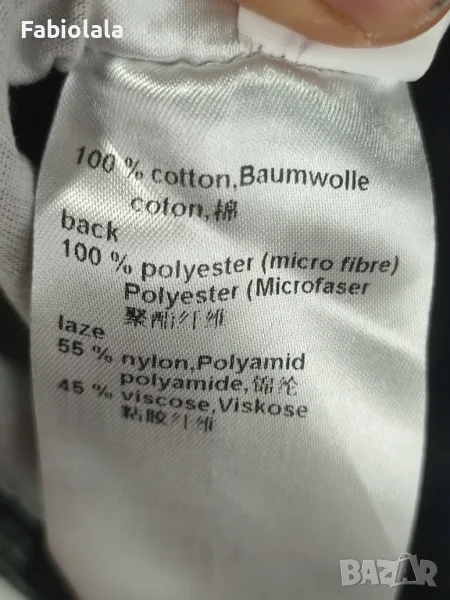 Fabiolala
100 % cotton,Baumwolle
coton,棉
back
100 % polyester (micro fibre)
Polyester (Microfaser
聚酯纤维
laze
55 % nylon,Polyamid
polyamide,锦纶
45 % viscose,Viskose
粘胶纤维
BAZAR